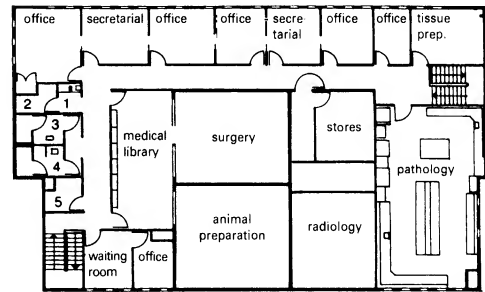 office
secretarial
office
office
secre
tarial
office
office
tissue
prep.
2
1
3
4
5
medical
library
surgery
stores
pathology
animal
preparation
radiology
waiting
room
office